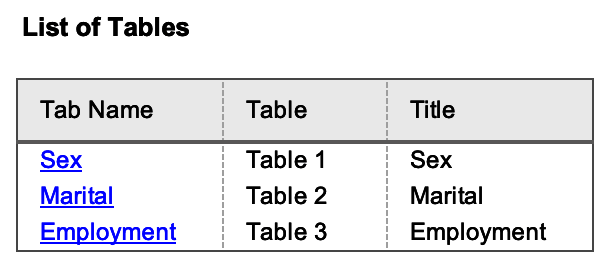 List of Tables
Tab Name Table Title
Sex Table 1 Sex
Marital Table 2 Marital
Employment Table 3 Employment